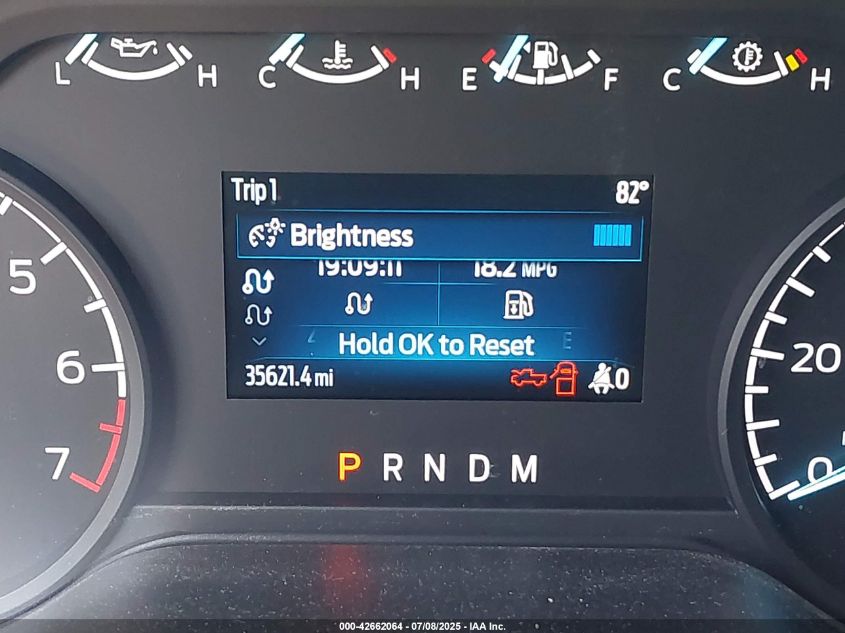 L H C H E F C H
Trip 1 82°
Brightness
19:09:11 18.2 MPG
Hold OK to Reset
35621.4 mi 0
5
6
7
20
0
P R N D M
000-42662064 - 07/08/2025 - IAA Inc.